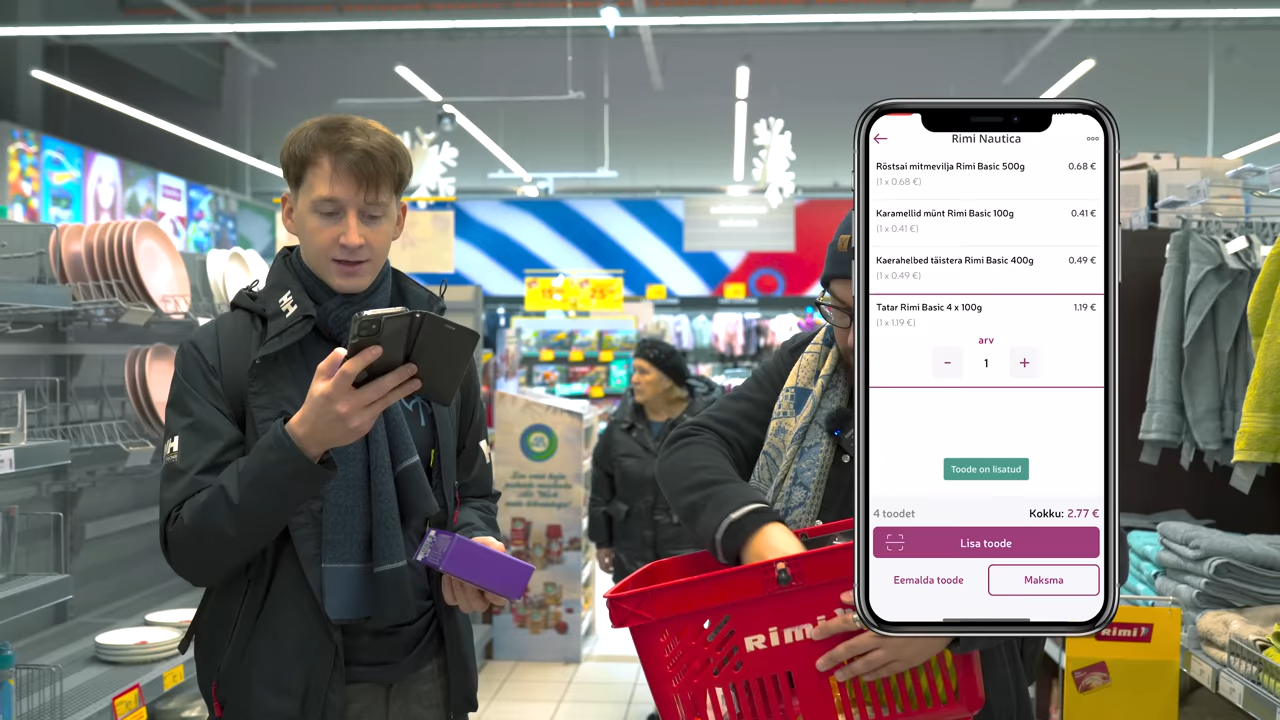 Rimi Nautica
Röstsai mitmevilja Rimi Basic 500g 0.68 €
(1 x 0.68 €)
Karamellid münt Rimi Basic 100g 0.41 €
(1 x 0.41 €)
Kaerahelbed täistera Rimi Basic 400g 0.49 €
(1 x 0.49 €)
Tatar Rimi Basic 4 x 100g 1.19 €
(1 x 1.19 €)
arv
- 1 +
Toode on lisatud
4 toodet Kokku: 2.77 €
Lisa toode
Eemalda toode Maksma
HH
HH
Rimi
Rimi